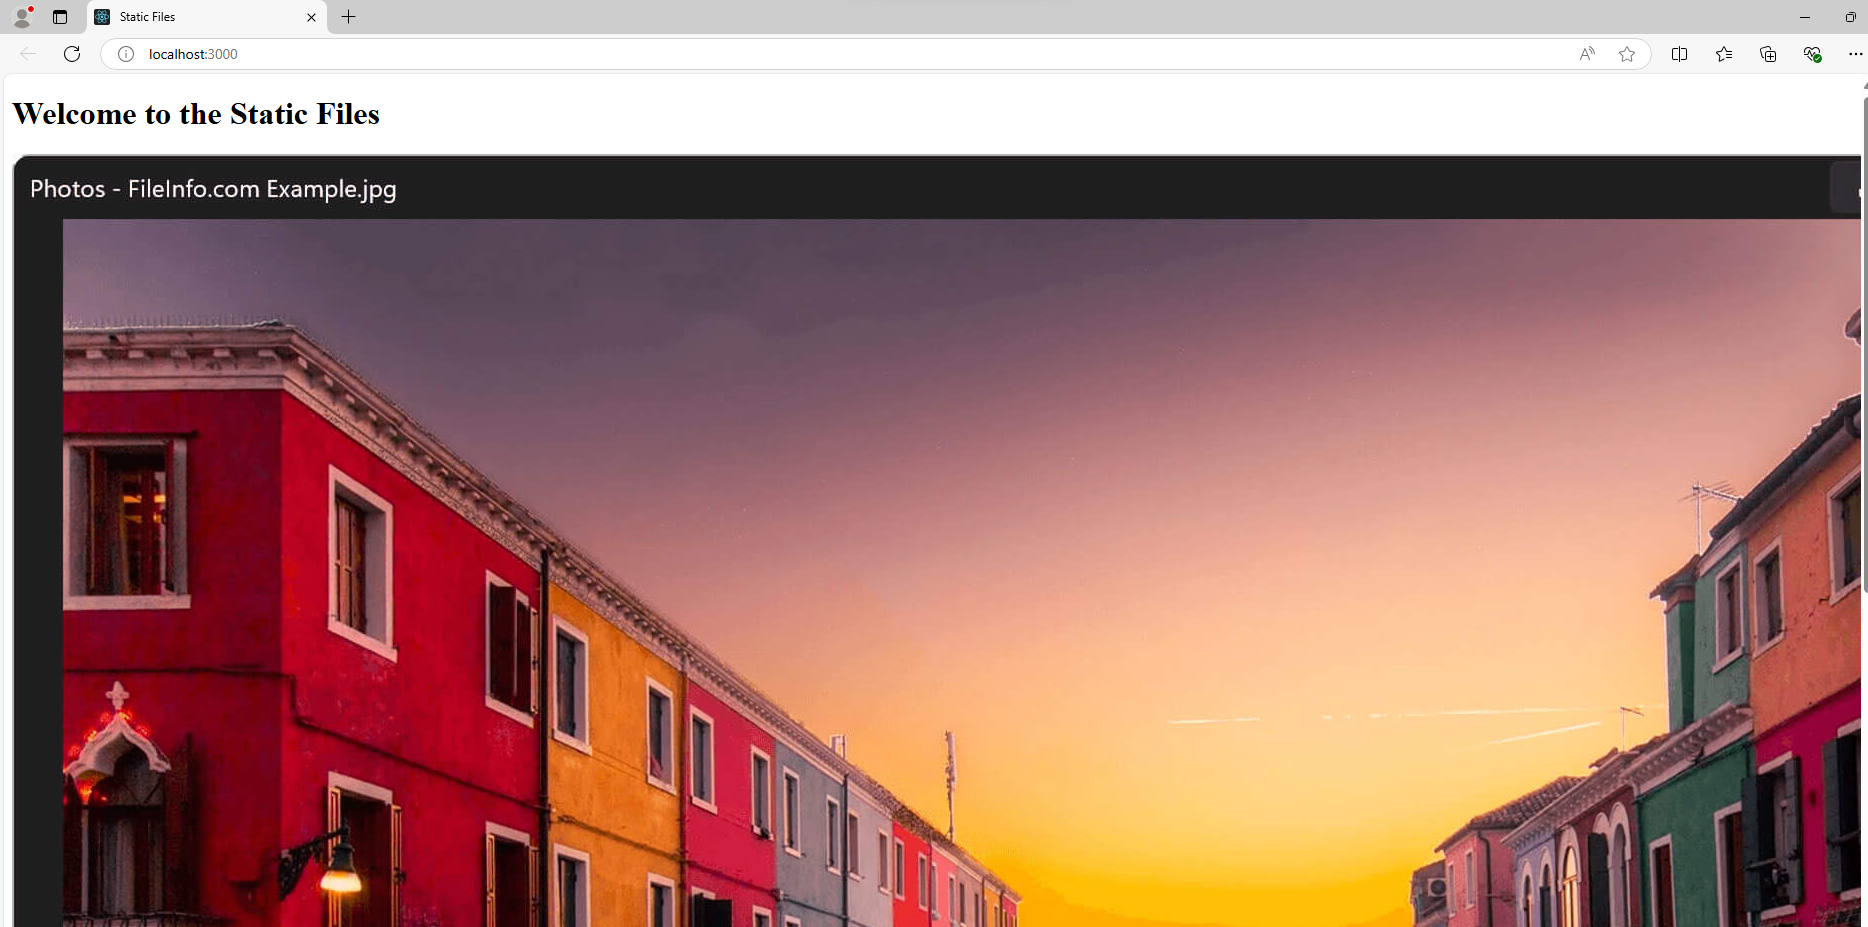 Static Files
localhost:3000
Welcome to the Static Files
Photos - FileInfo.com Example.jpg